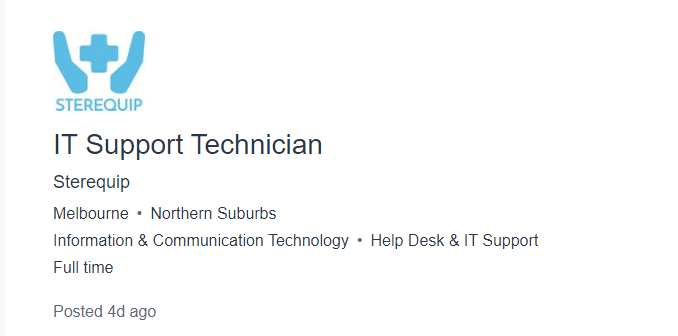 STEREQUIP
IT Support Technician
Sterequip
Melbourne • Northern Suburbs
Information & Communication Technology • Help Desk & IT Support
Full time
Posted 4d ago